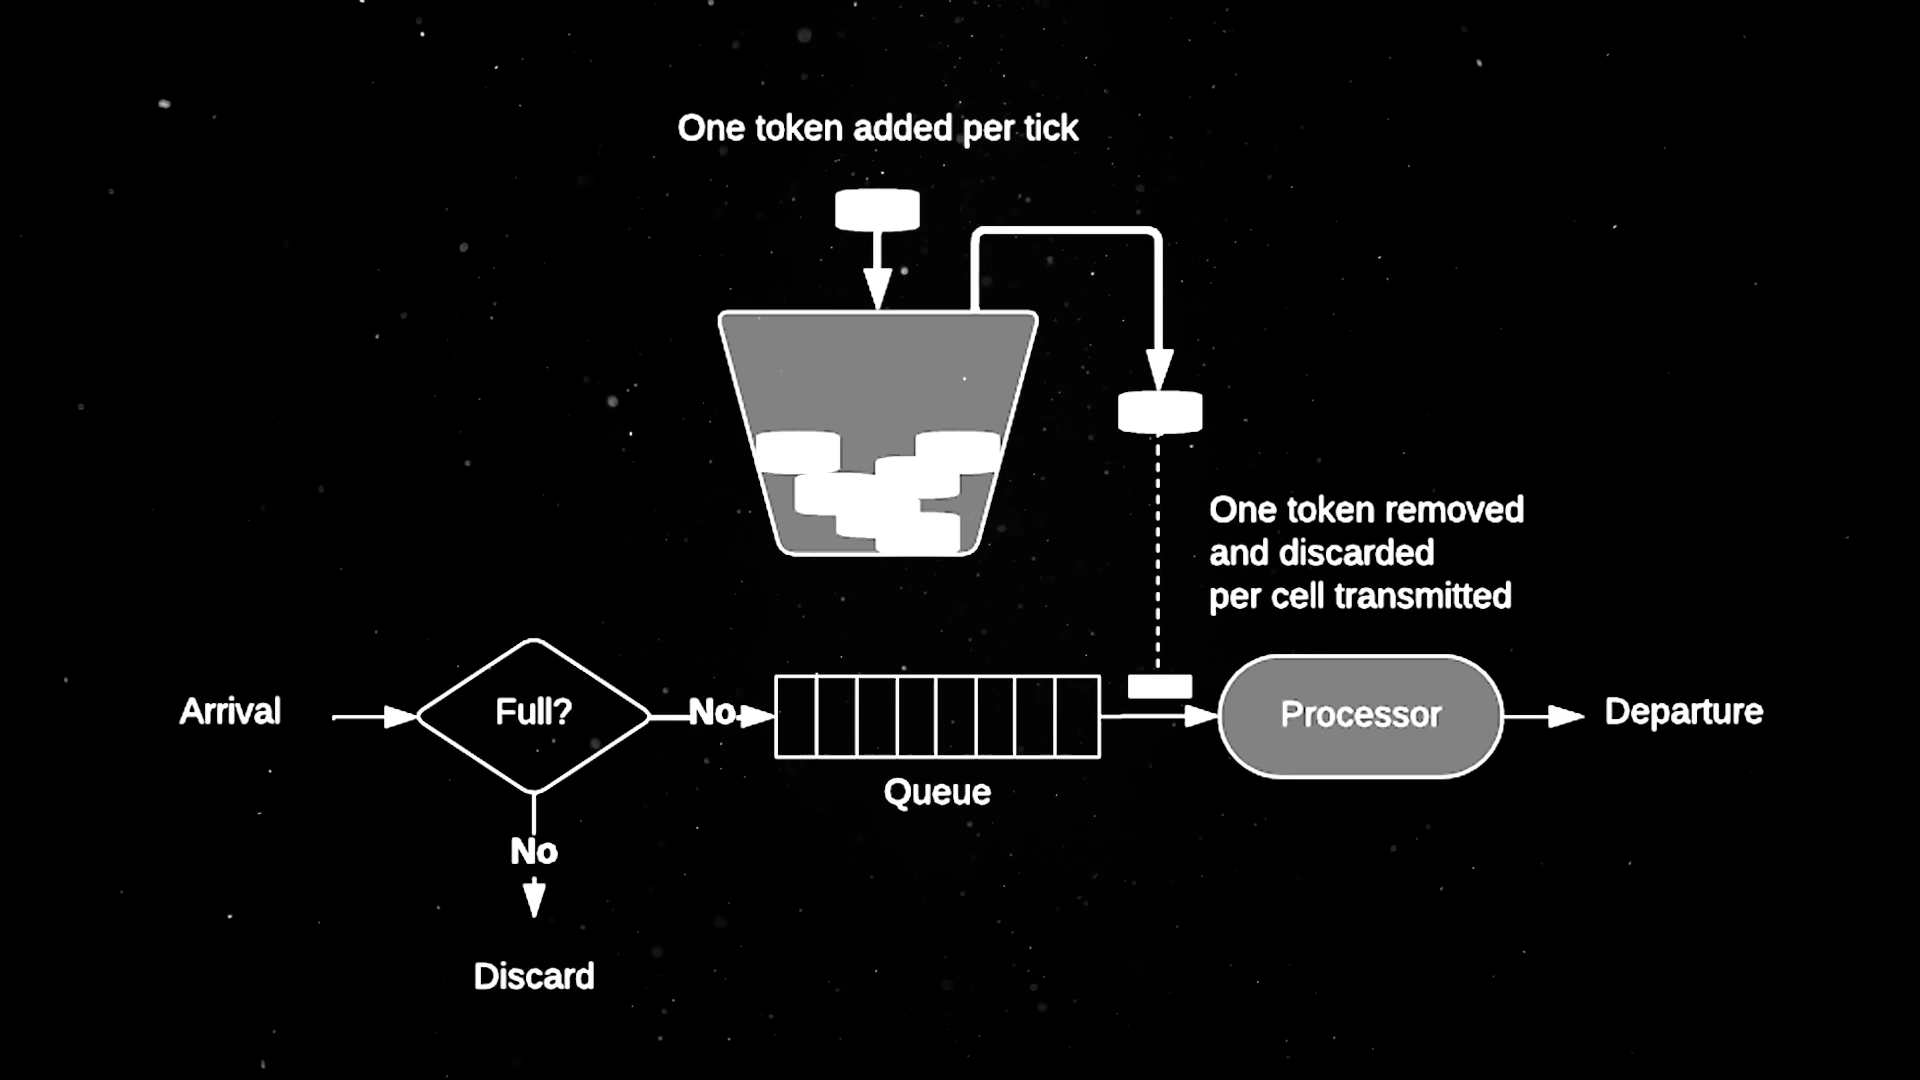 One token added per tick
One token removed
and discarded
per cell transmitted
Arrival
Full?
No
Queue
Processor
Departure
No
Discard